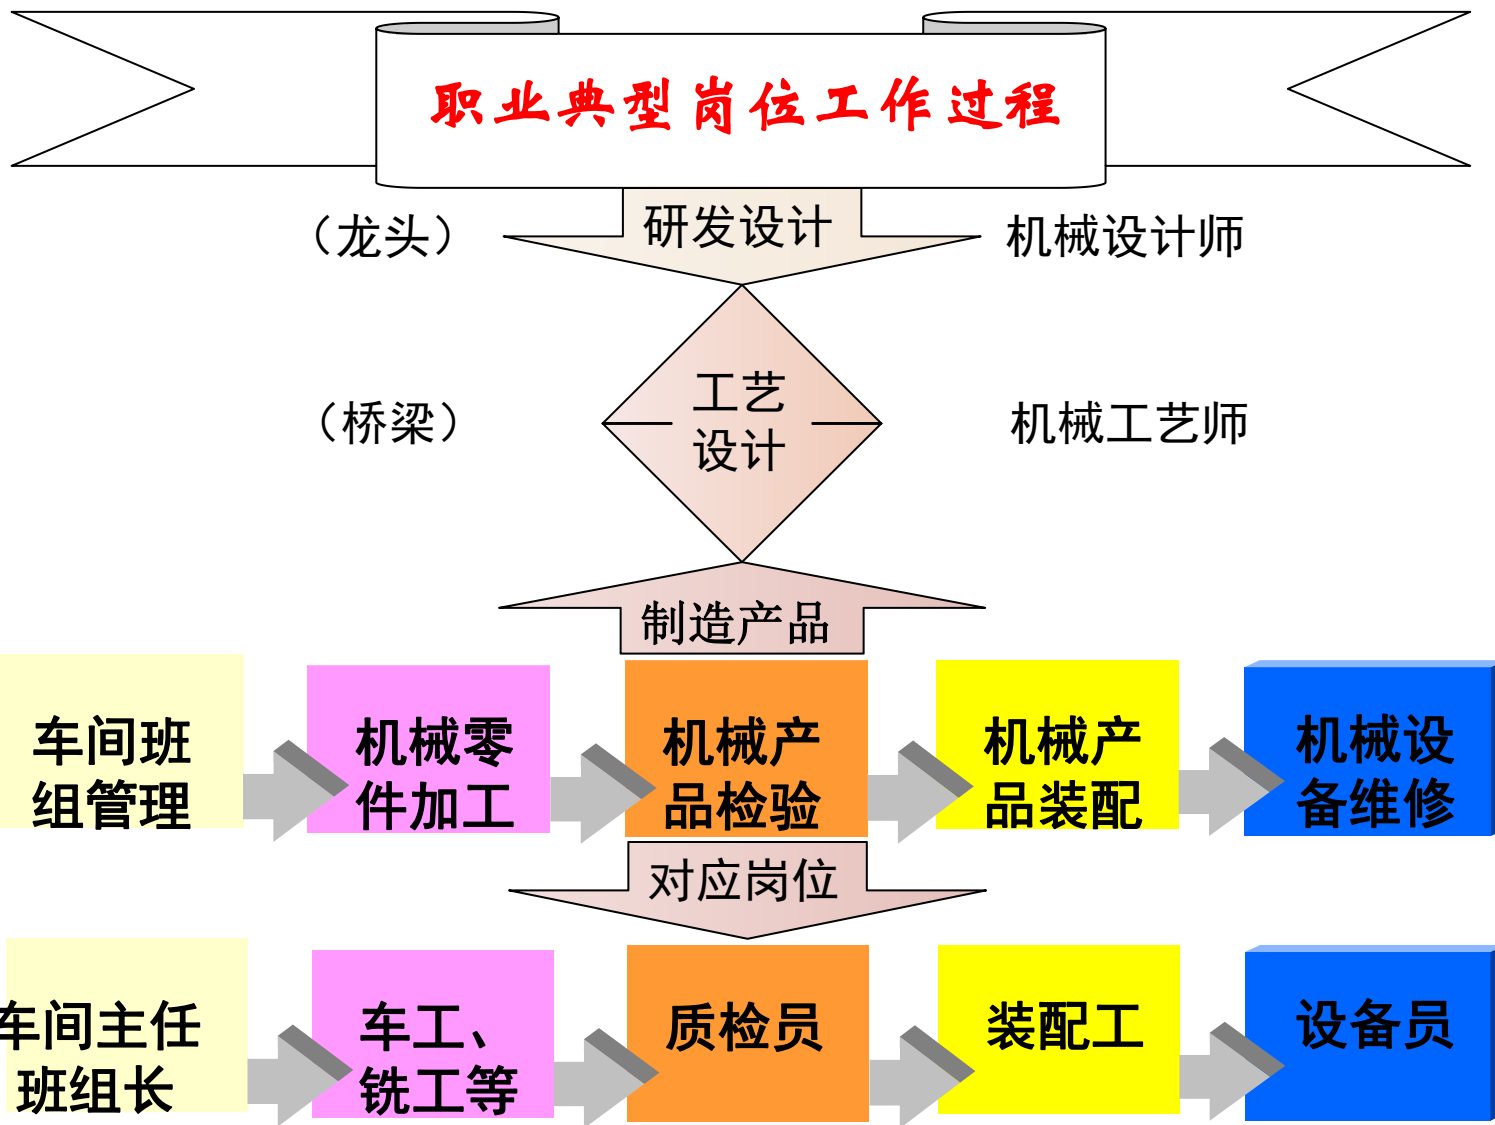 职业典型岗位工作过程
（龙头） 研发设计 机械设计师
（桥梁） 工艺
设计 机械工艺师
制造产品
车间班
组管理
机械零
件加工
机械产
品检验
机械产
品装配
机械设
备维修
对应岗位
车间主任
班组长
车工、
铣工等
质检员
装配工
设备员